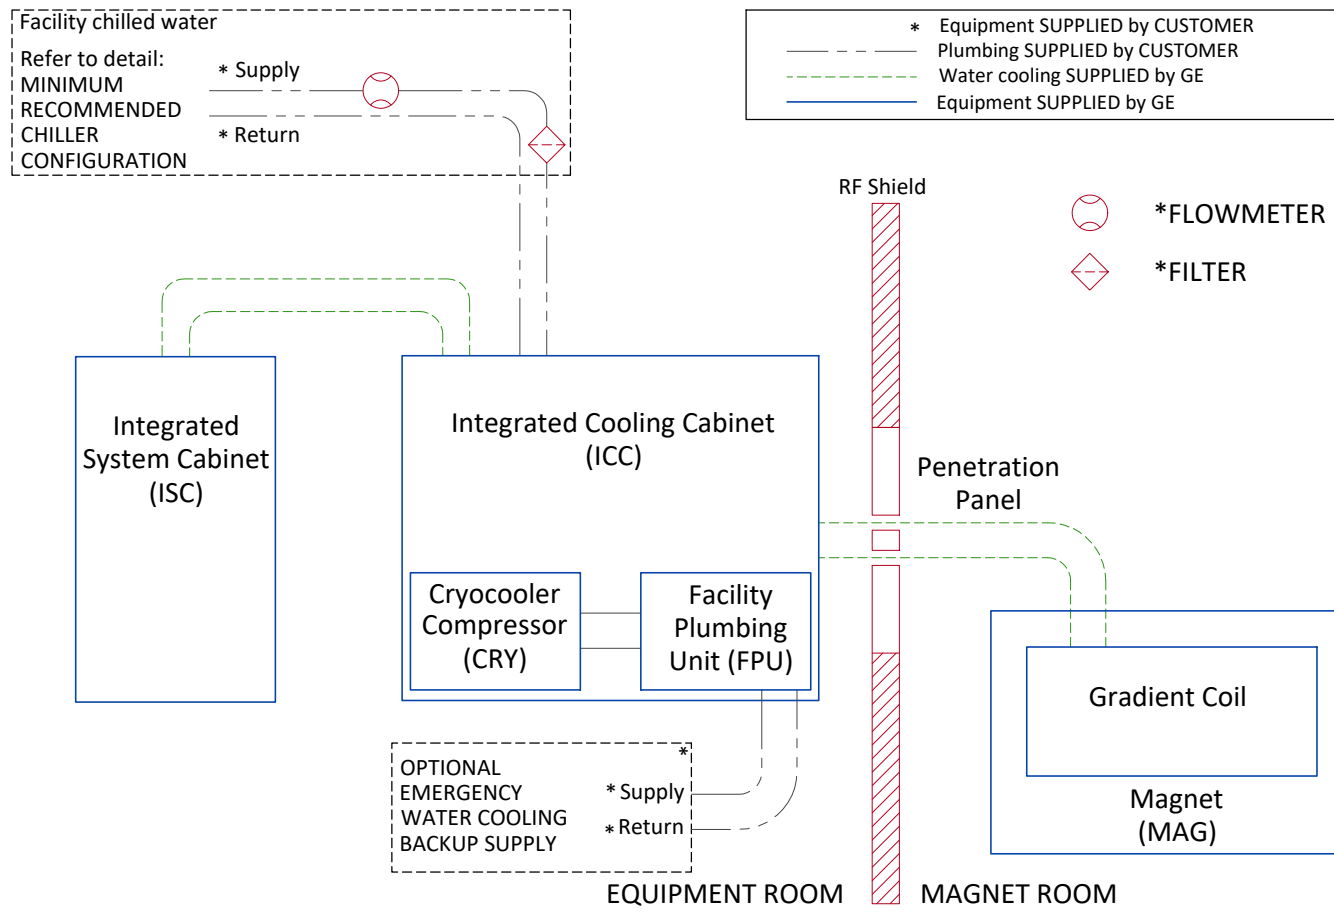 Facility chilled water
Refer to detail:
MINIMUM
RECOMMENDED
CHILLER
CONFIGURATION
* Supply
* Return
* Equipment SUPPLIED by CUSTOMER
Plumbing SUPPLIED by CUSTOMER
Water cooling SUPPLIED by GE
Equipment SUPPLIED by GE
RF Shield
*FLOWMETER
*FILTER
Integrated
System Cabinet
(ISC)
Integrated Cooling Cabinet
(ICC)
Penetration
Panel
Cryocooler
Compressor
(CRY)
Facility
Plumbing
Unit (FPU)
Gradient Coil
Magnet
(MAG)
*
OPTIONAL
EMERGENCY
WATER COOLING
BACKUP SUPPLY
* Supply
* Return
EQUIPMENT ROOM
MAGNET ROOM